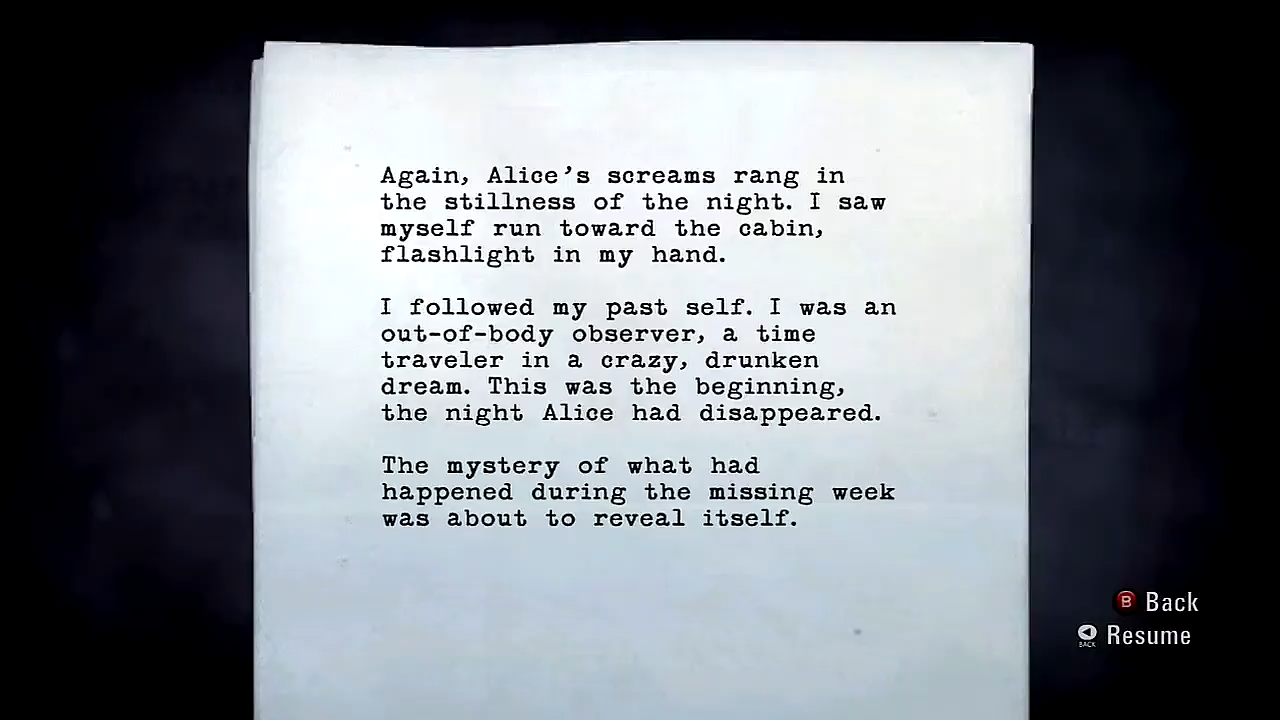 Again, Alice's screams rang in
the stillness of the night. I saw
myself run toward the cabin,
flashlight in my hand.
I followed my past self. I was an
out-of-body observer, a time
traveler in a crazy, drunken
dream. This was the beginning,
the night Alice had disappeared.
The mystery of what had
happened during the missing week
was about to reveal itself.
B Back
BACK Resume